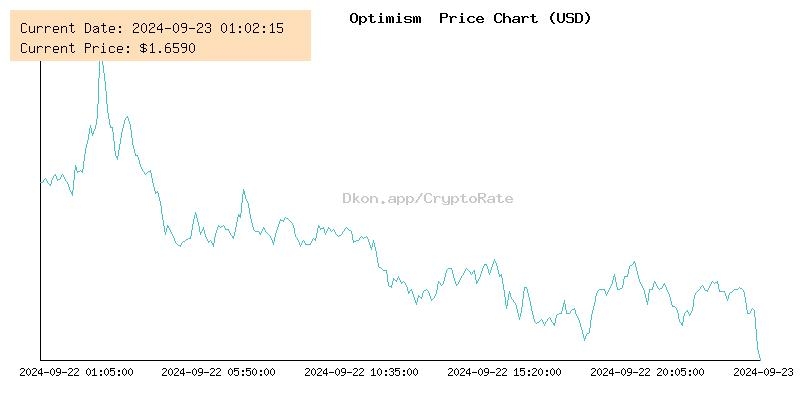 Optimism  Price Chart (USD)
Current Date: 2024-09-23 01:02:15
Current Price: $1.6590
Dkon.app/CryptoRate
2024-09-22 01:05:00 2024-09-22 05:50:00 2024-09-22 10:35:00 2024-09-22 15:20:00 2024-09-22 20:05:00 2024-09-23